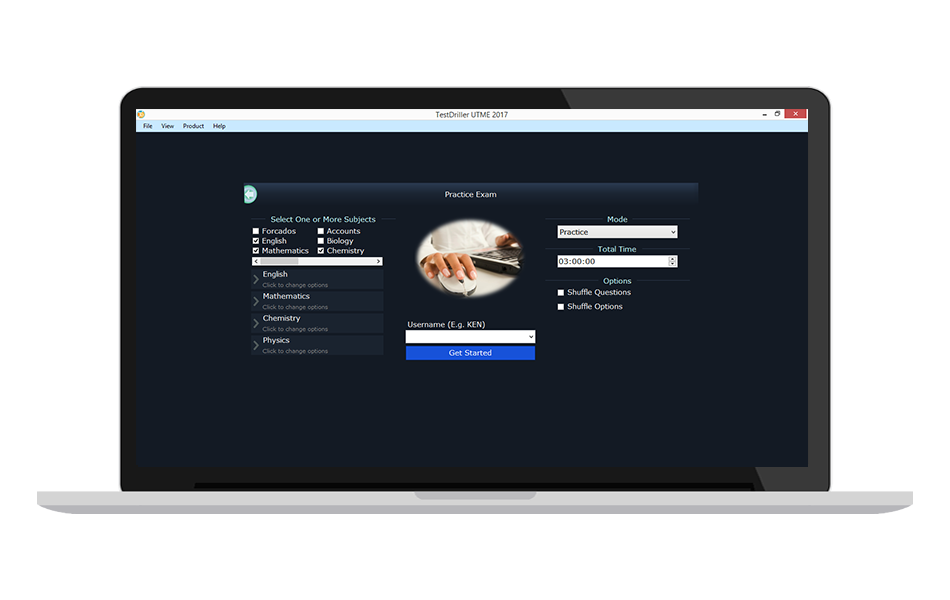 TestDriller UTME 2017
File View Product Help
Practice Exam
Select One or More Subjects
Forcados Accounts
English Biology
Mathematics Chemistry
English
Click to change options
Mathematics
Click to change options
Chemistry
Click to change options
Physics
Click to change options
Username (E.g. KEN)
Get Started
Mode
Practice
Total Time
03:00:00
Options
Shuffle Questions
Shuffle Options